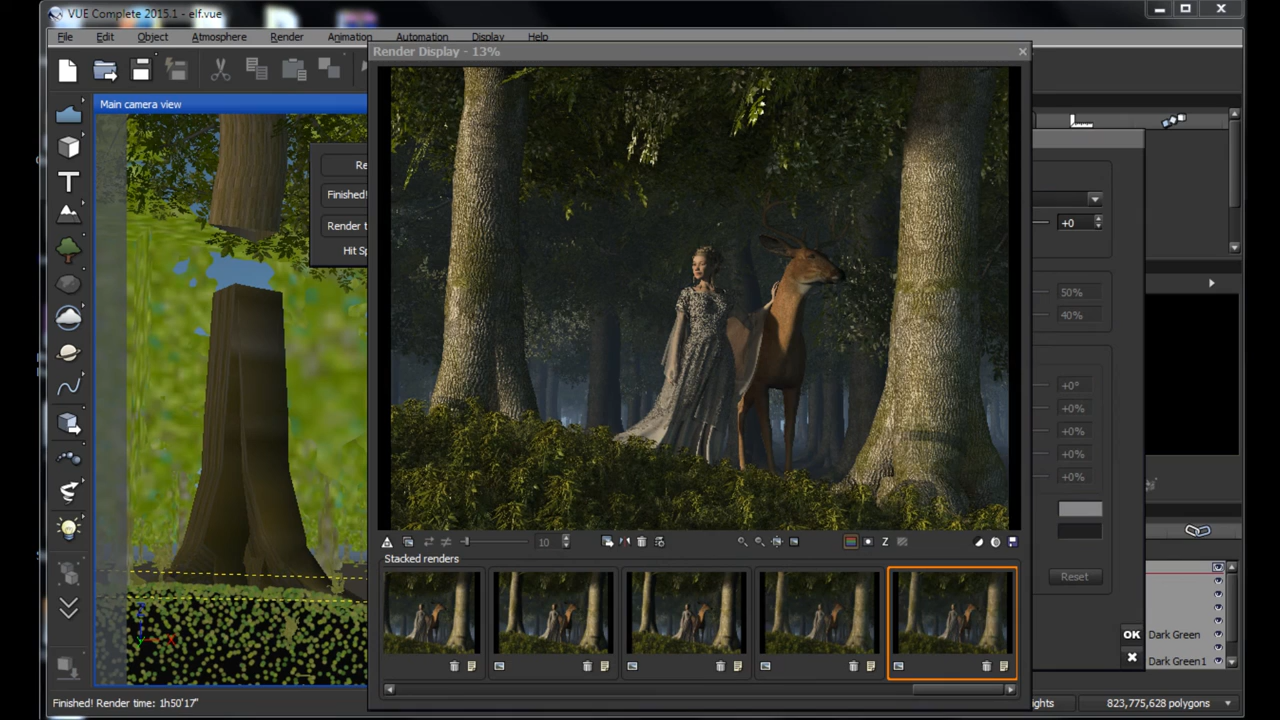 VUE Complete 2015.1 - elf.vue
File Edit Object Atmosphere Render Animation Automation Display Help
Render Display - 13%
Main camera view
Finished!
Render t
Hit Sp
+0
50%
40%
+0°
+0%
+0%
+0%
+0%
10
Z
Stacked renders
Reset
OK
Dark Green
Dark Green1
Finished! Render time: 1h50'17"
ights
823,775,628 polygons